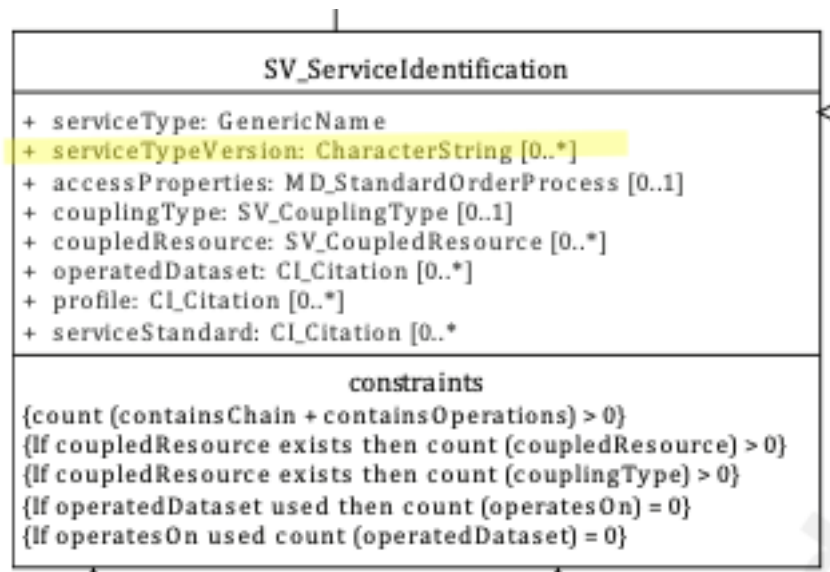 SV_ServiceIdentification
+ serviceType: GenericName
+ serviceTypeVersion: CharacterString [0..*]
+ accessProperties: MD_StandardOrderProcess [0..1]
+ couplingType: SV_CouplingType [0..1]
+ coupledResource: SV_CoupledResource [0..*]
+ operatedDataset: CI_Citation [0..*]
+ profile: CI_Citation [0..*]
+ serviceStandard: CI_Citation [0..*
constraints
{count (containsChain + containsOperations) > 0}
{If coupledResource exists then count (coupledResource) > 0}
{If coupledResource exists then count (couplingType) > 0}
{If operatedDataset used then count (operatesOn) = 0}
{If operatesOn used count (operatedDataset) = 0}